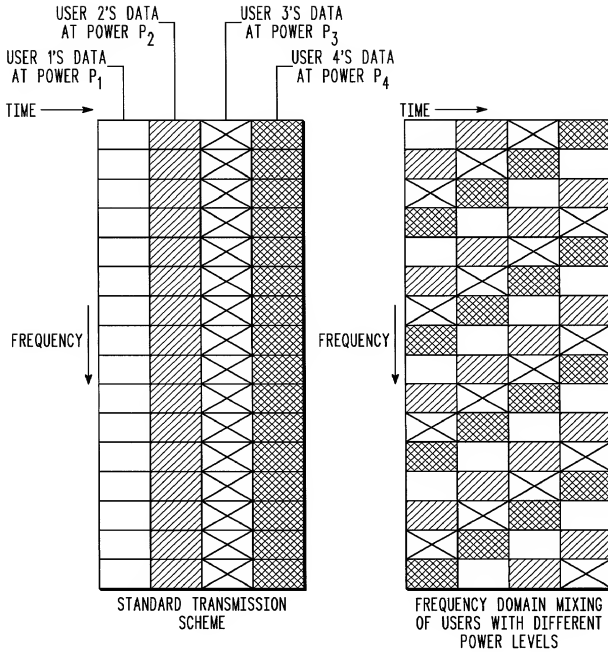 USER 2'S DATA
AT POWER P2
USER 3'S DATA
AT POWER P3
USER 1'S DATA
AT POWER P1
USER 4'S DATA
AT POWER P4
TIME
TIME
FREQUENCY
FREQUENCY
STANDARD TRANSMISSION
SCHEME
FREQUENCY DOMAIN MIXING
OF USERS WITH DIFFERENT
POWER LEVELS